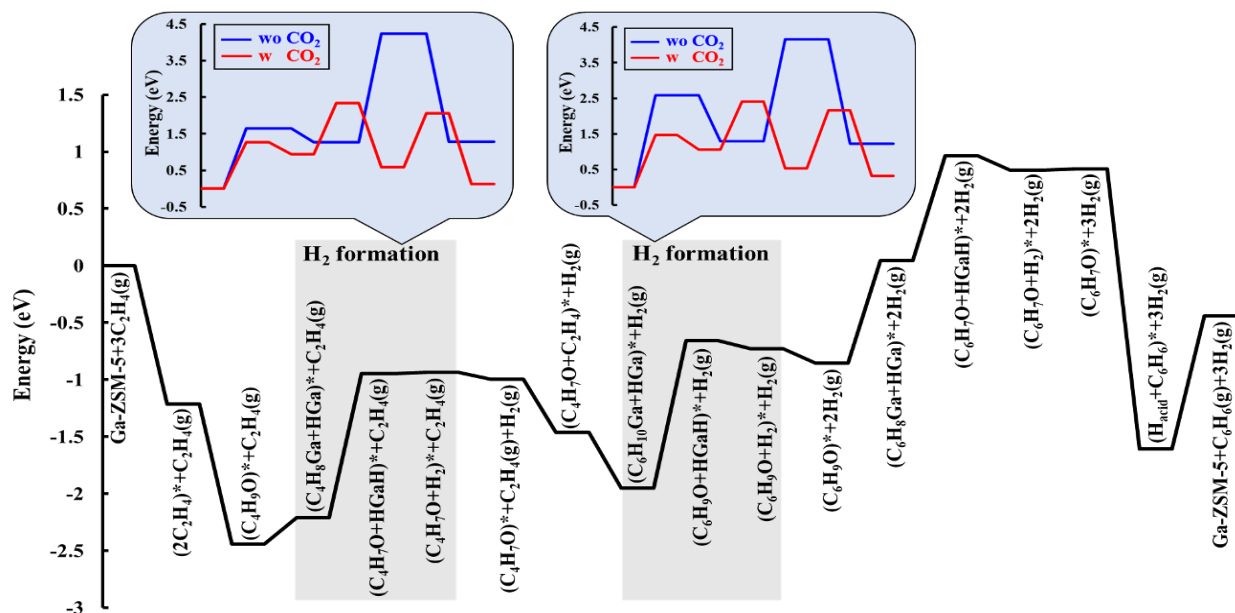 4.5
3.5
2.5
1.5
0.5
-0.5
Energy (eV)
wo CO₂
w CO₂
4.5
3.5
2.5
1.5
0.5
-0.5
Energy (eV)
wo CO₂
w CO₂
1.5
1
0.5
0
-0.5
-1
-1.5
-2
-2.5
-3
Energy (eV)
H₂ formation
H₂ formation
Ga-ZSM-5+3C₂H₄(g)
(2C₂H₄)*+C₂H₄(g)
(C₄H₉O)*+C₂H₄(g)
(C₄H₈Ga+HGa)*+C₂H₄(g)
(C₄H₇O+HGaH)*+C₂H₄(g)
(C₄H₇O+H₂)*+C₂H₄(g)
(C₄H₇O)*+C₂H₄(g)+H₂(g)
(C₄H₇O+C₂H₄)*+H₂(g)
(C₆H₁₀Ga+HGa)*+H₂(g)
(C₆H₉O+HGaH)*+H₂(g)
(C₆H₉O+H₂)*+H₂(g)
(C₆H₉O)*+2H₂(g)
(C₆H₈Ga+HGa)*+2H₂(g)
(C₆H₇O+HGaH)*+2H₂(g)
(C₆H₇O+H₂)*+2H₂(g)
(C₆H₇O)*+3H₂(g)
(Hacid+C₆H₆)*+3H₂(g)
Ga-ZSM-5+C₆H₆(g)+3H₂(g)